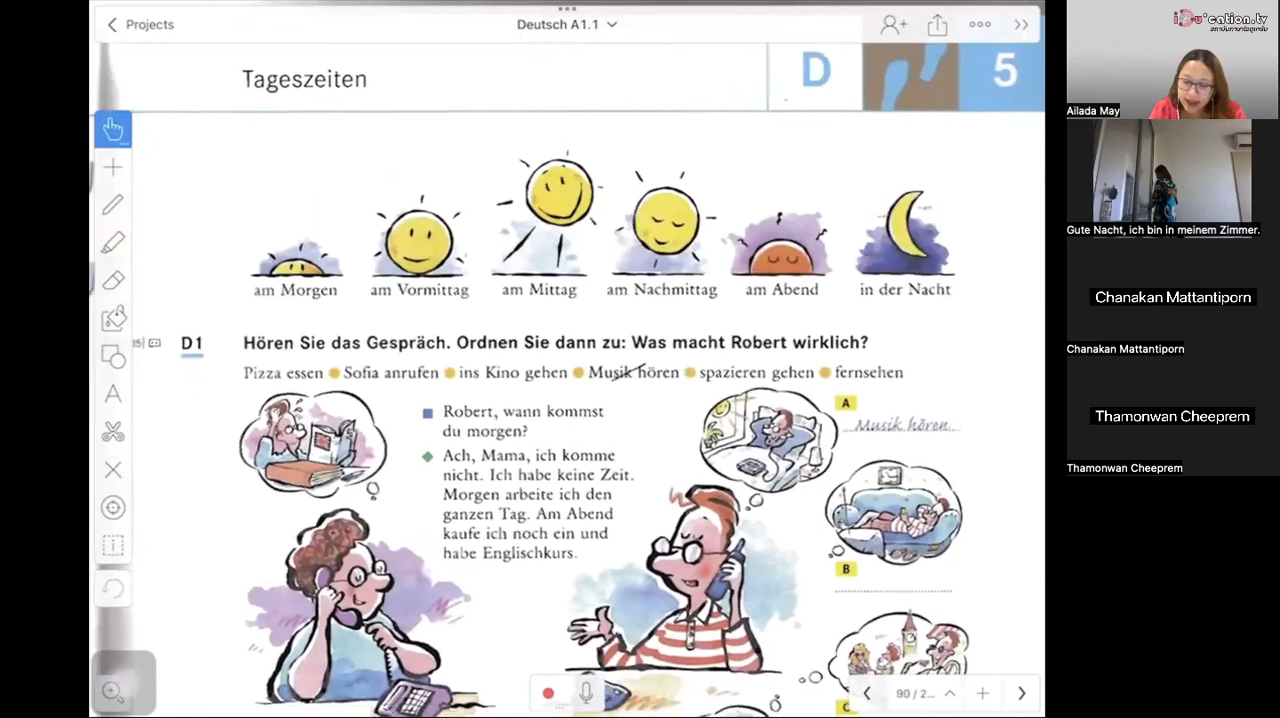 Projects
Deutsch A1.1
Tageszeiten
D
5
am Morgen
am Vormittag
am Mittag
am Nachmittag
am Abend
in der Nacht
D1
Hören Sie das Gespräch. Ordnen Sie dann zu: Was macht Robert wirklich?
Pizza essen
Sofia anrufen
ins Kino gehen
Musik hören
spazieren gehen
fernsehen
Robert, wann kommst
du morgen?
Ach, Mama, ich komme
nicht. Ich habe keine Zeit.
Morgen arbeite ich den
ganzen Tag. Am Abend
kaufe ich noch ein und
habe Englischkurs.
A
Musik hören
B
C
90 / 2...
Ailada May
Gute Nacht, ich bin in meinem Zimmer.
Chanakan Mattantiporn
Chanakan Mattantiporn
Thamonwan Cheeprem
Thamonwan Cheeprem